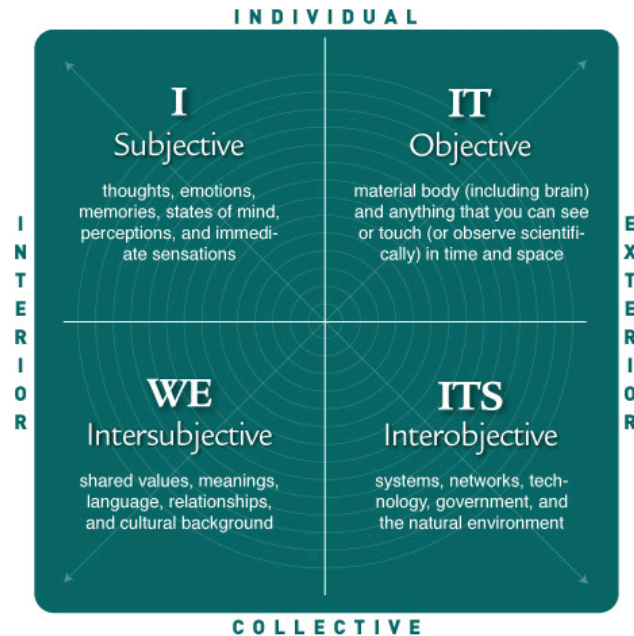 INDIVIDUAL
I
Subjective
thoughts, emotions,
memories, states of mind,
perceptions, and immedi-
ate sensations
IT
Objective
material body (including brain)
and anything that you can see
or touch (or observe scientifi-
cally) in time and space
INTERIOR
EXTERIOR
WE
Intersubjective
shared values, meanings,
language, relationships,
and cultural background
ITS
Interobjective
systems, networks, tech-
nology, government, and
the natural environment
COLLECTIVE